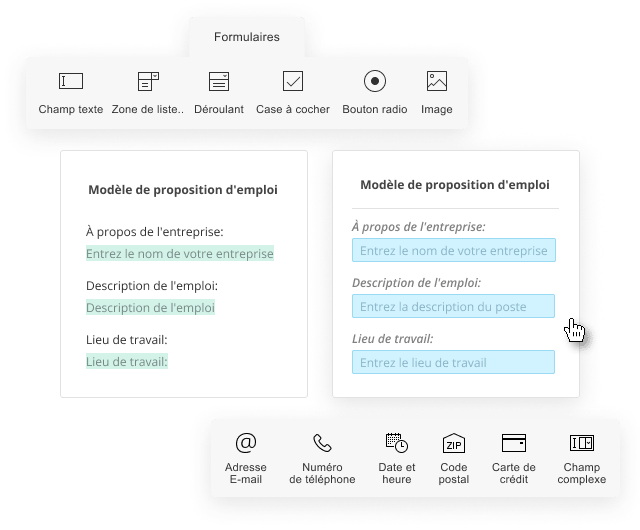 Formulaires
Champ texte
Zone de liste..
Déroulant
Case à cocher
Bouton radio
Image
Modèle de proposition d'emploi
À propos de l'entreprise:
Entrez le nom de votre entreprise
Description de l'emploi:
Description de l'emploi
Lieu de travail:
Lieu de travail:
Modèle de proposition d'emploi
À propos de l'entreprise:
Entrez le nom de votre entreprise
Description de l'emploi:
Entrez la description du poste
Lieu de travail:
Entrez le lieu de travail
@
Adresse
E-mail
Numéro
de téléphone
Date et
heure
ZIP
Code
postal
Carte de
crédit
Champ
complexe